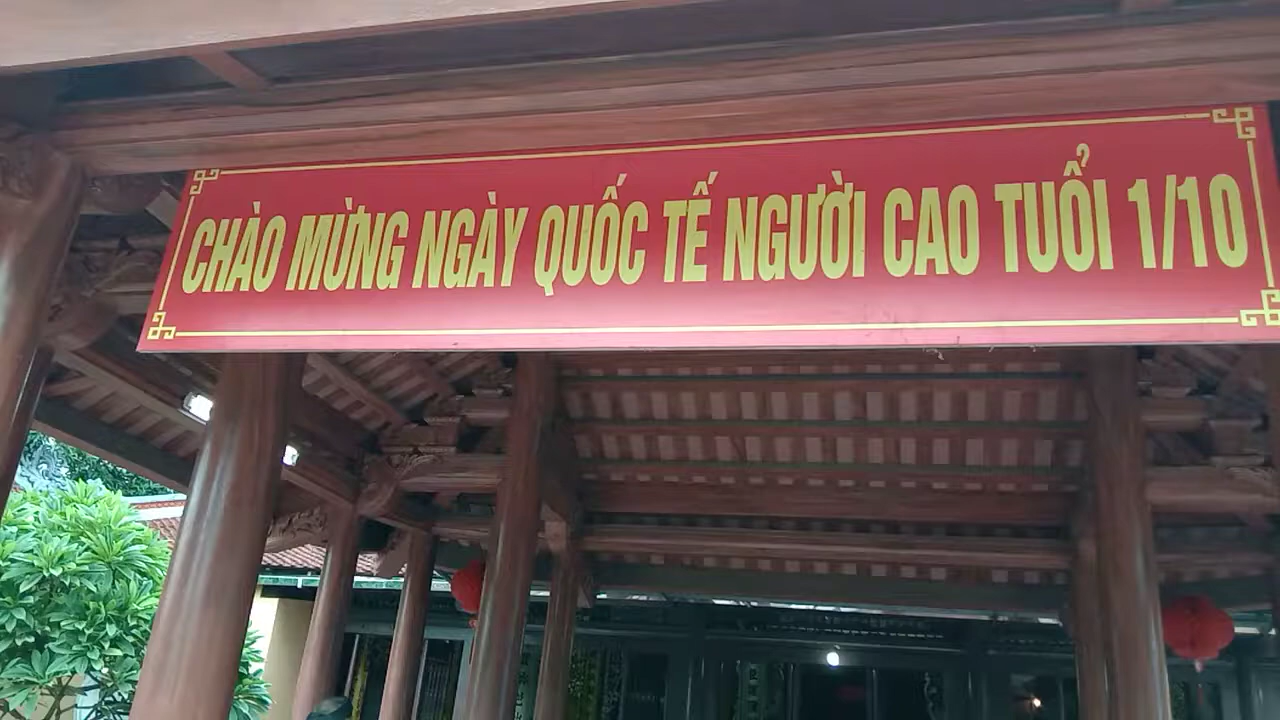 CHÀO MỪNG NGÀY QUỐC TẾ NGƯỜI CAO TUỔI 1/10